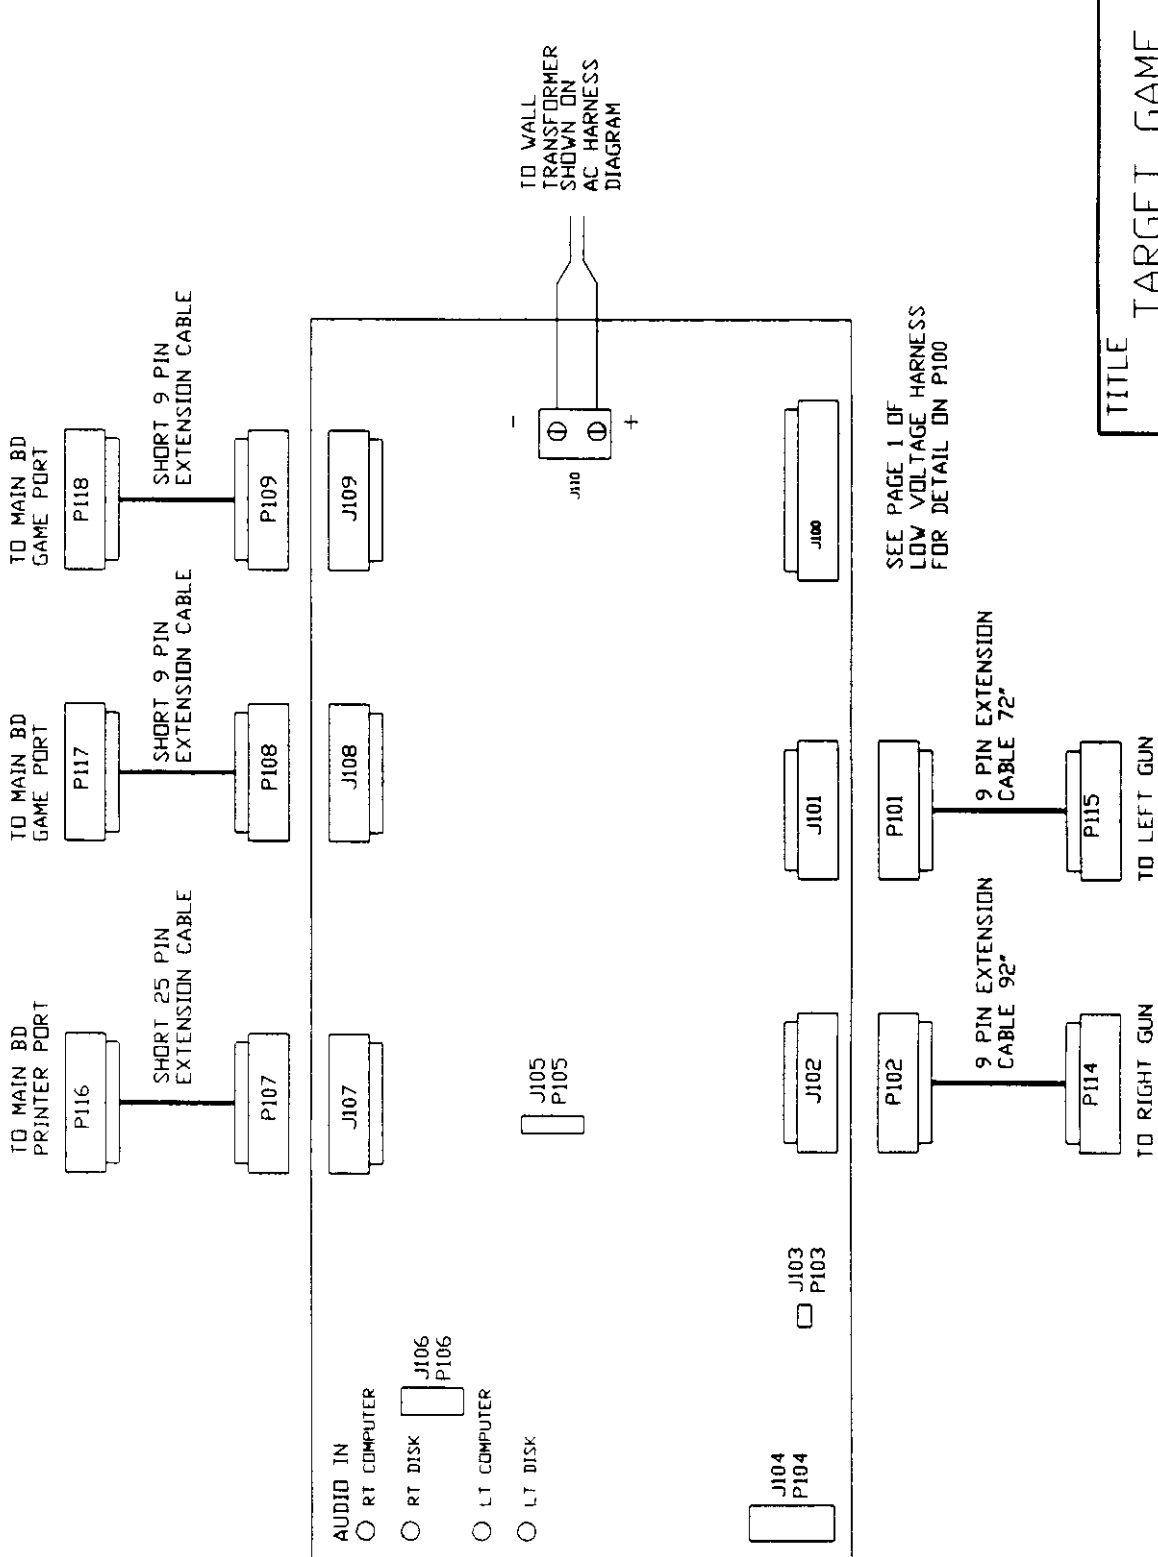 TO MAIN BD
PRINTER PORT
P116
SHORT 25 PIN
EXTENSION CABLE
P107
J107
TO MAIN BD
GAME PORT
P117
SHORT 9 PIN
EXTENSION CABLE
P108
J108
TO MAIN BD
GAME PORT
P118
SHORT 9 PIN
EXTENSION CABLE
P109
J109
AUDIO IN
RT COMPUTER
RT DISK
LT COMPUTER
LT DISK
J106
P106
J105
P105
J110
-
+
TO WALL
TRANSFORMER
SHOWN ON
AC HARNESS
DIAGRAM
J104
P104
J103
P103
J102
P102
9 PIN EXTENSION
CABLE 92"
P114
TO RIGHT GUN
J101
P101
9 PIN EXTENSION
CABLE 72"
P115
TO LEFT GUN
J100
SEE PAGE 1 OF
LOW VOLTAGE HARNESS
FOR DETAIL ON P100
TITLE
TARGET GAME